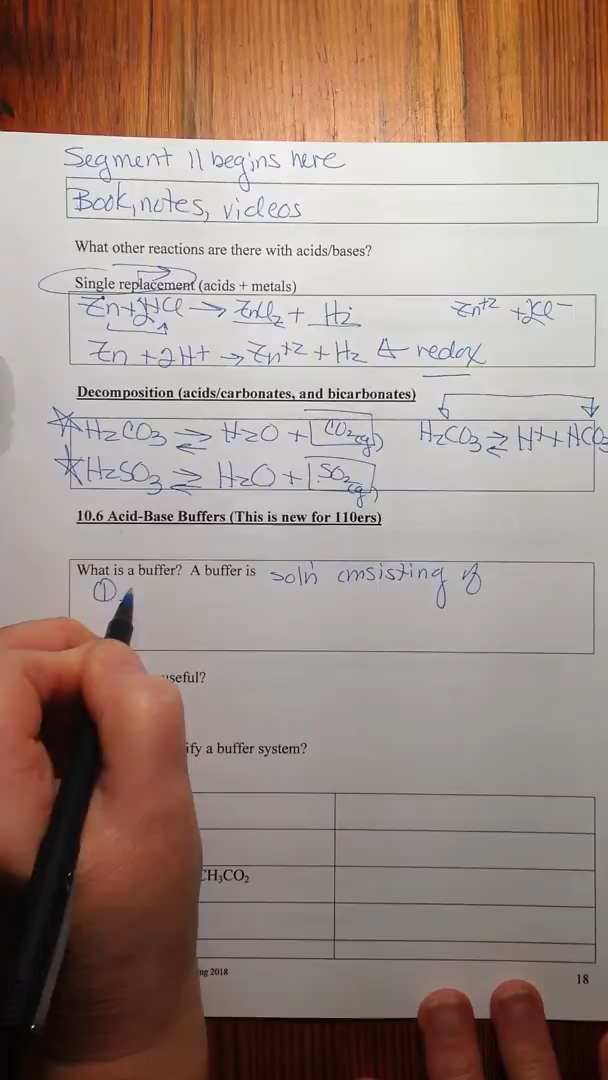 Segment 11 begins here
Book, notes, videos
What other reactions are there with acids/bases?
Single replacement (acids + metals)
Zn + 2HCl → ZnCl2 + H2 Zn+2 + 2Cl-
Zn + 2H+ → Zn+2 + H2 ← redox
Decomposition (acids/carbonates, and bicarbonates)
H2CO3 ⇌ H2O + CO2(g) H2CO3 ⇌ H+ + HCO3
H2SO3 ⇌ H2O + SO2(g)
10.6 Acid-Base Buffers (This is new for 110ers)
What is a buffer? A buffer is soln consisting of
①
useful?
ify a buffer system?
CH3CO2
ng 2018
18